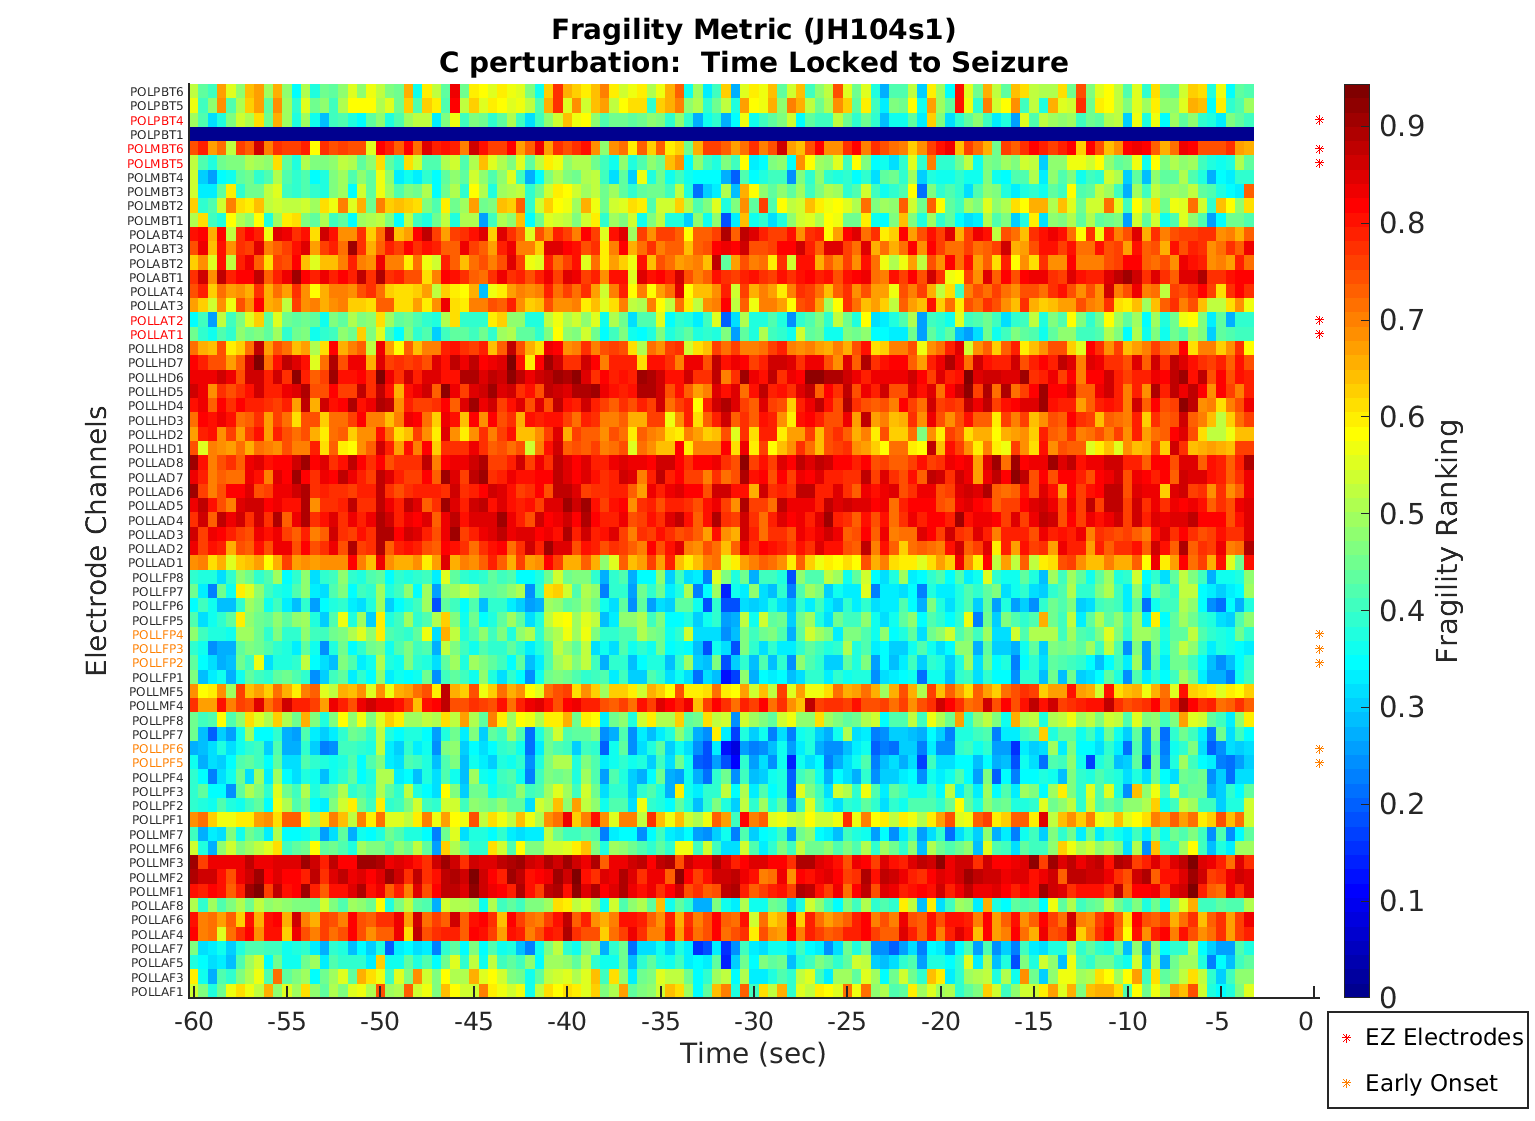 Fragility Metric (JH104s1)
C perturbation:  Time Locked to Seizure
POLPBT6
POLPBT5
POLPBT4
POLPBT1
POLMBT6
POLMBT5
POLMBT4
POLMBT3
POLMBT2
POLMBT1
POLABT4
POLABT3
POLABT2
POLABT1
POLLAT4
POLLAT3
POLLAT2
POLLAT1
POLLHD8
POLLHD7
POLLHD6
POLLHD5
POLLHD4
POLLHD3
POLLHD2
POLLHD1
POLLAD8
POLLAD7
POLLAD6
POLLAD5
POLLAD4
POLLAD3
POLLAD2
POLLAD1
POLLFP8
POLLFP7
POLLFP6
POLLFP5
POLLFP4
POLLFP3
POLLFP2
POLLFP1
POLLMF5
POLLMF4
POLLPF8
POLLPF7
POLLPF6
POLLPF5
POLLPF4
POLLPF3
POLLPF2
POLLPF1
POLLMF7
POLLMF6
POLLMF3
POLLMF2
POLLMF1
POLLAF8
POLLAF6
POLLAF4
POLLAF7
POLLAF5
POLLAF3
POLLAF1
Electrode Channels
-60 -55 -50 -45 -40 -35 -30 -25 -20 -15 -10 -5 0
Time (sec)
0.9
0.8
0.7
0.6
0.5
0.4
0.3
0.2
0.1
0
Fragility Ranking
EZ Electrodes
Early Onset